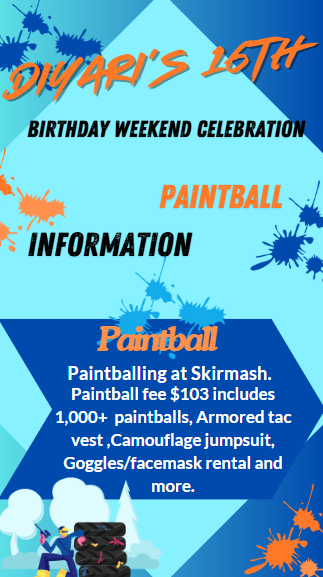 DIYARI'S 16TH
BIRTHDAY WEEKEND CELEBRATION
PAINTBALL
INFORMATION
Paintball
Paintballing at Skirmash.
Paintball fee $103 includes
1,000+ paintballs, Armored tac
vest ,Camouflage jumpsuit,
Goggles/facemask rental and
more.